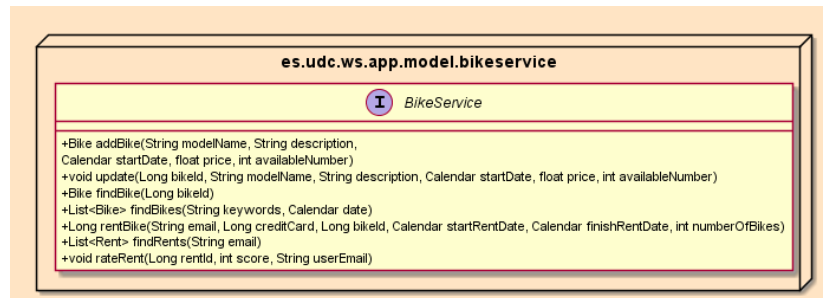 es.udc.ws.app.model.bikeservice
I BikeService
+Bike addBike(String modelName, String description,
Calendar startDate, float price, int availableNumber)
+void update(Long bikeId, String modelName, String description, Calendar startDate, float price, int availableNumber)
+Bike findBike(Long bikeId)
+List<Bike> findBikes(String keywords, Calendar date)
+Long rentBike(String email, Long creditCard, Long bikeId, Calendar startRentDate, Calendar finishRentDate, int numberOfBikes)
+List<Rent> findRents(String email)
+void rateRent(Long rentId, int score, String userEmail)